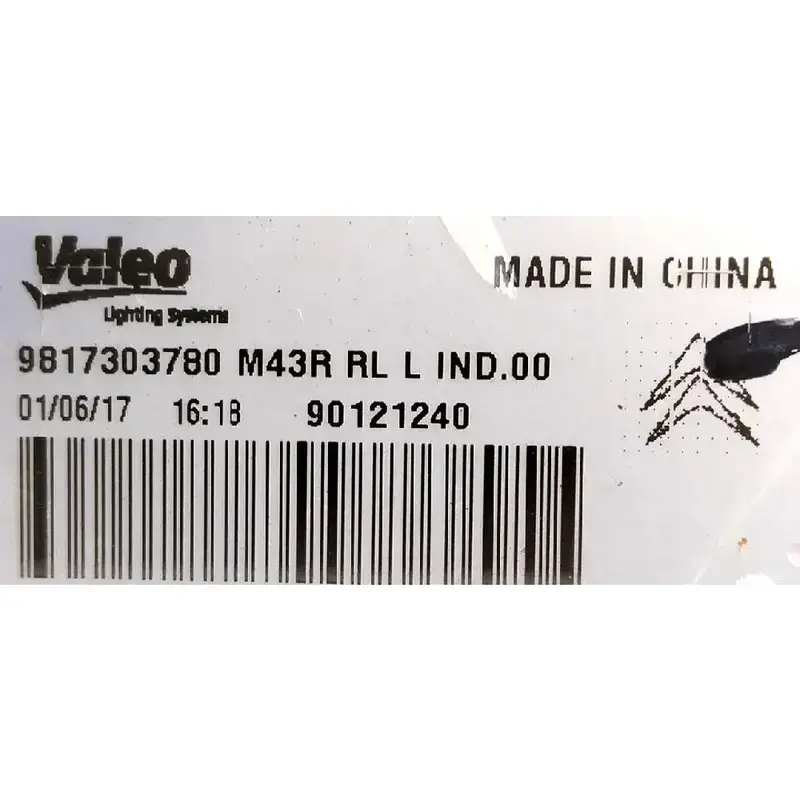 Valeo
Lighting Systems
MADE IN CHINA
9817303780 M43R RL L IND.00
01/06/17 16:18 90121240